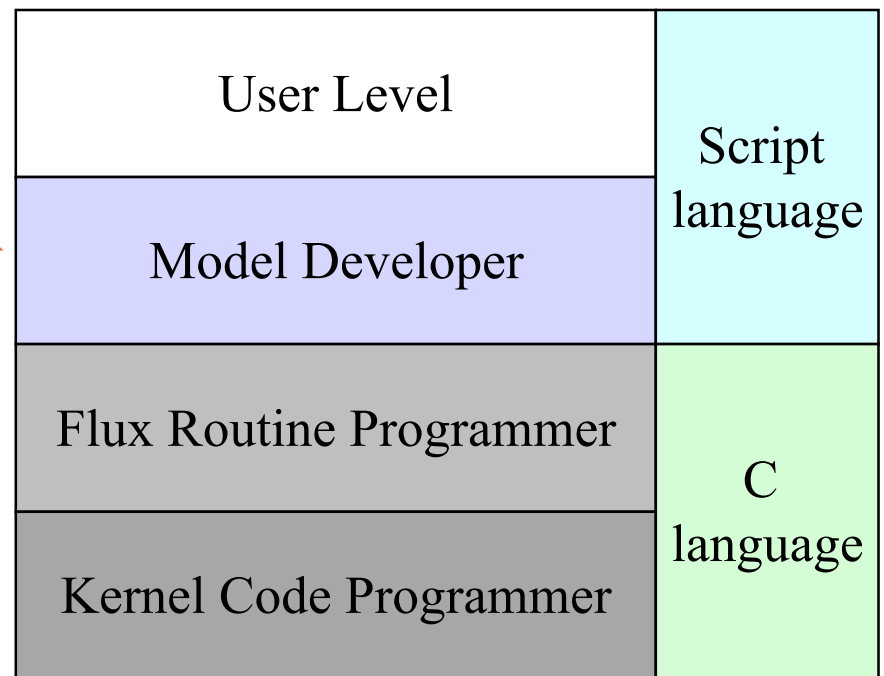 User Level
Script
language
Model Developer
Flux Routine Programmer
C
language
Kernel Code Programmer